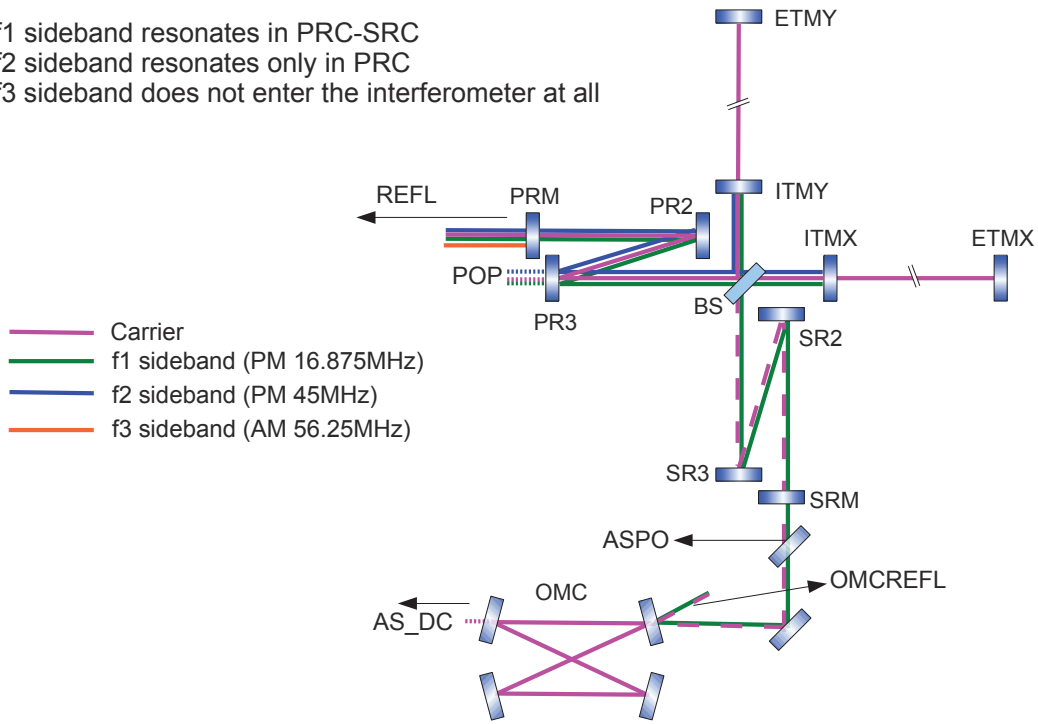 f1 sideband resonates in PRC-SRC
f2 sideband resonates only in PRC
f3 sideband does not enter the interferometer at all
ETMY
ITMY
REFL
PRM
PR2
ITMX
ETMX
POP
PR3
BS
SR2
Carrier
f1 sideband (PM 16.875MHz)
f2 sideband (PM 45MHz)
f3 sideband (AM 56.25MHz)
SR3
SRM
ASPO
OMCREFL
OMC
AS_DC